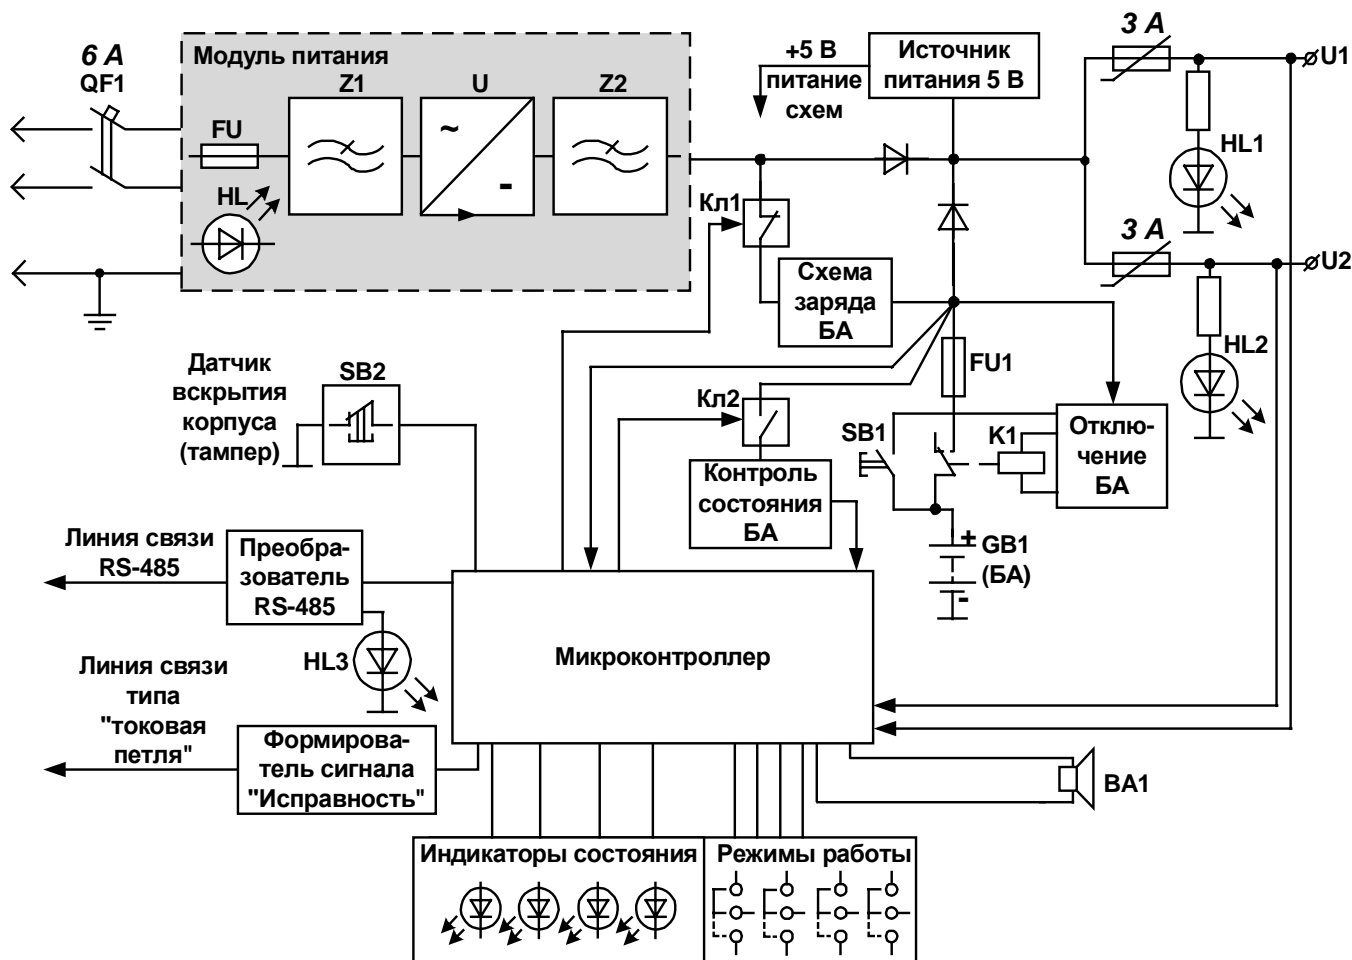 6 А
QF1
Модуль питания
FU
HL
Z1
U
Z2
~
-
+5 В
питание
схем
Источник
питания 5 В
3 А
U1
HL1
3 А
U2
HL2
Кл1
Схема
заряда
БА
FU1
Датчик
вскрытия
корпуса
(тампер)
SB2
Кл2
Контроль
состояния
БА
SB1
K1
Отклю-
чение
БА
+
GB1
(БА)
-
Линия связи
RS-485
Преобра-
зователь
RS-485
HL3
Микроконтроллер
Линия связи
типа
"токовая
петля"
Формирова-
тель сигнала
"Исправность"
BA1
Индикаторы состояния
Режимы работы